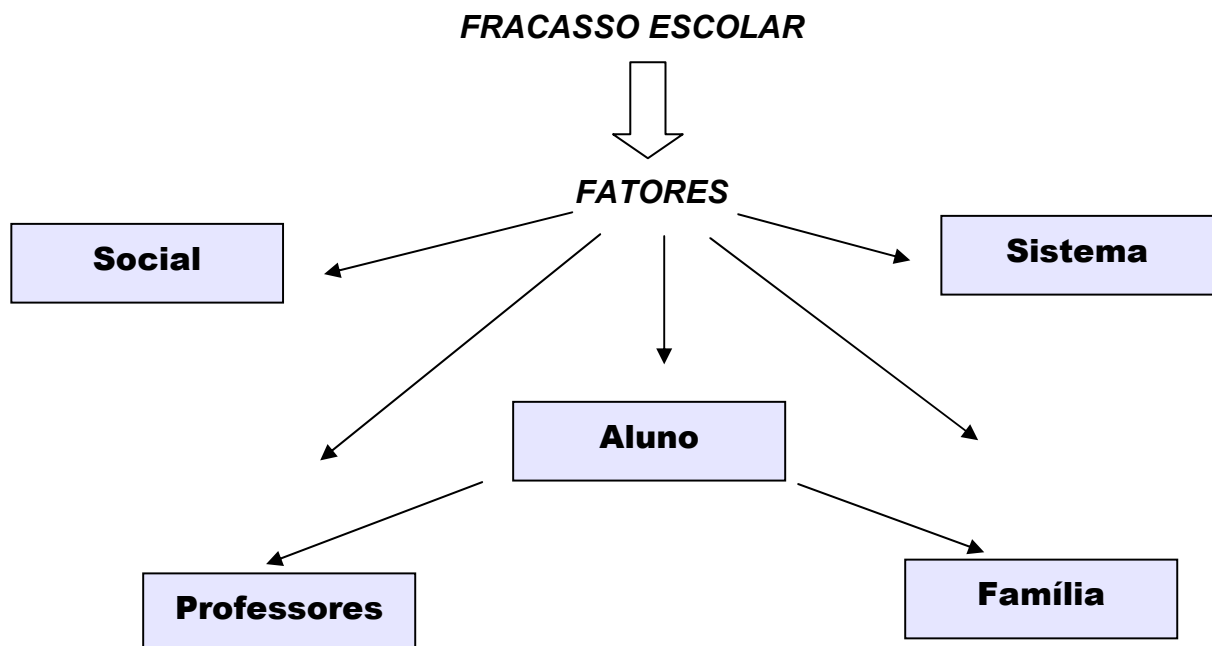 FRACASSO ESCOLAR
FATORES
Social
Sistema
Aluno
Professores
Família